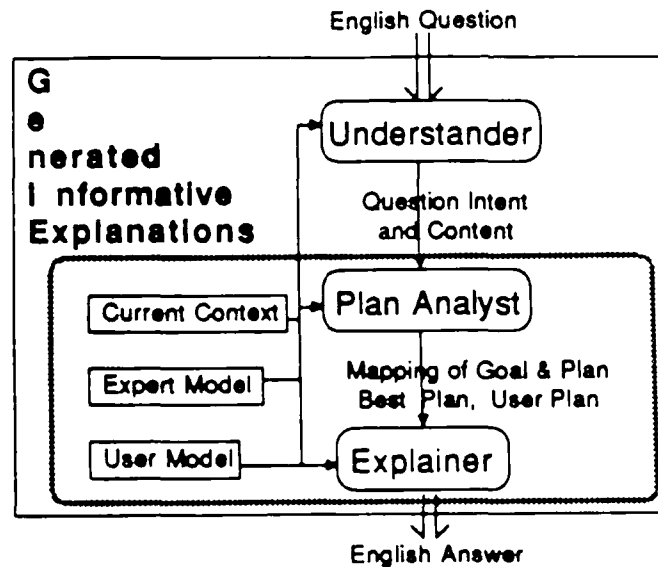 English Question
G
e
nerated
I nformative
Explanations
Understander
Question Intent
and Content
Plan Analyst
Current Context
Mapping of Goal & Plan
Best Plan, User Plan
Expert Model
User Model
Explainer
English Answer